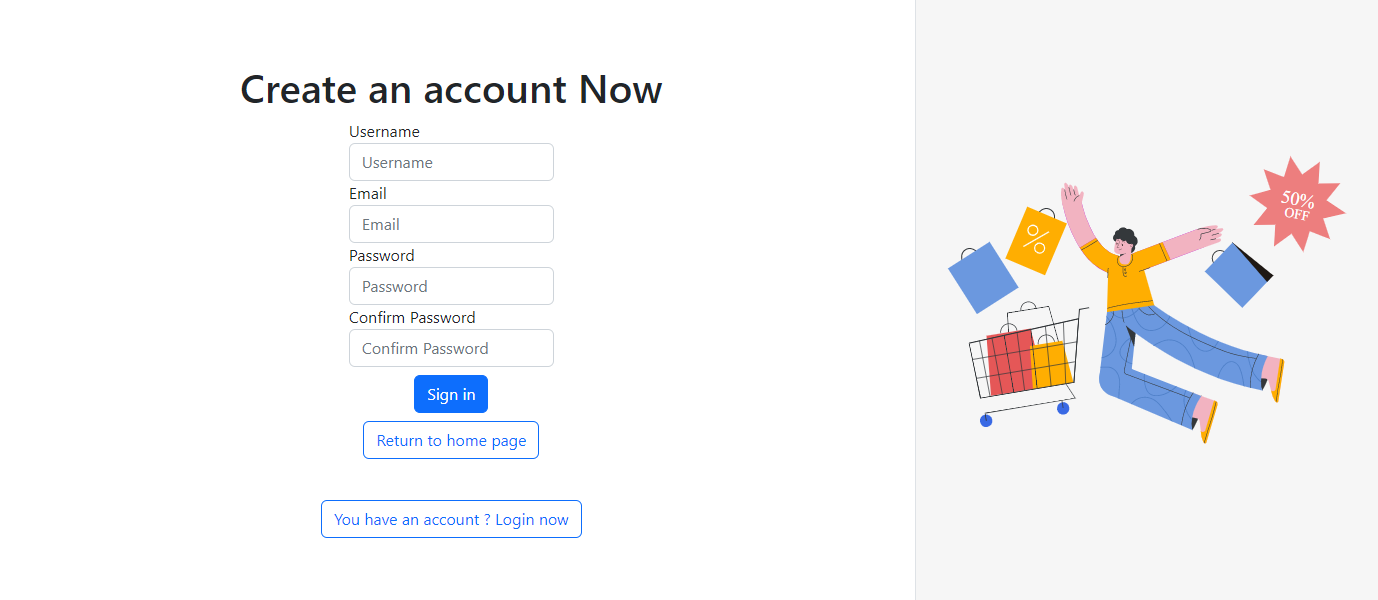 Create an account Now
Username
Username
Email
Email
Password
Password
Confirm Password
Confirm Password
Sign in
Return to home page
You have an account ? Login now
%
50%
OFF